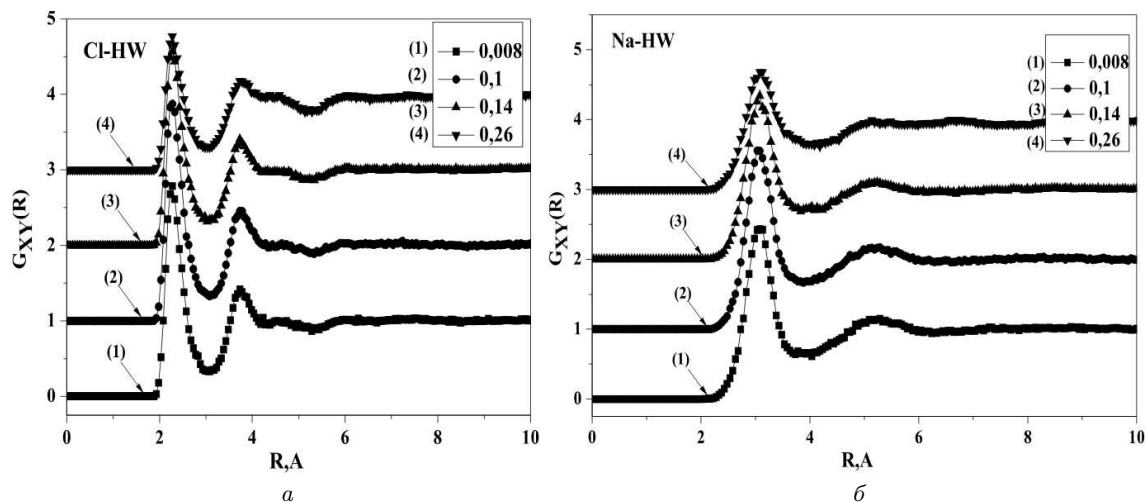 Cl-HW
(1) 0,008
(2) 0,1
(3) 0,14
(4) 0,26
5
4
3
2
1
0
(4)
(3)
(2)
(1)
G_XY(R)
0 2 4 6 8 10
R,A
а
Na-HW
(1) 0,008
(2) 0,1
(3) 0,14
(4) 0,26
5
4
3
2
1
0
(4)
(3)
(2)
(1)
G_XY(R)
0 2 4 6 8 10
R,A
б